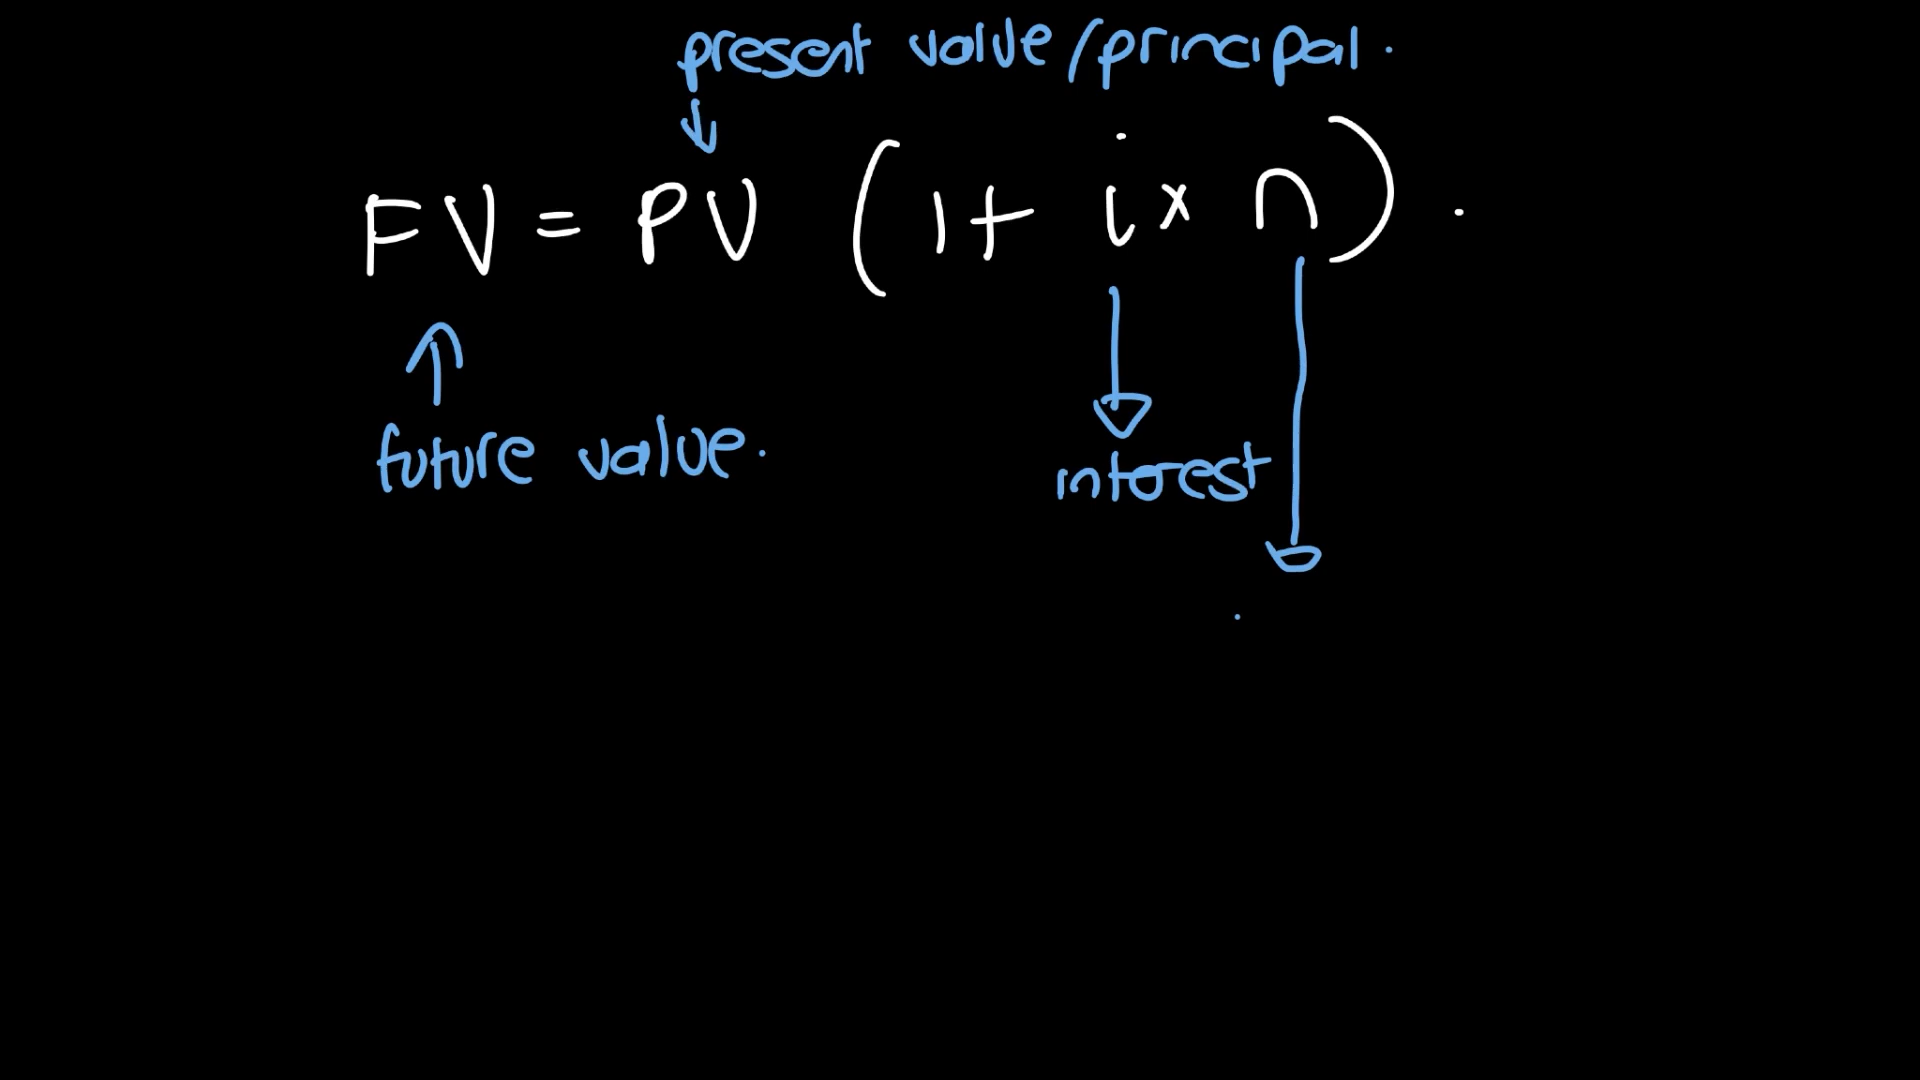 present value/principal.
FV = PV (1+ i x n).
future value.
interest